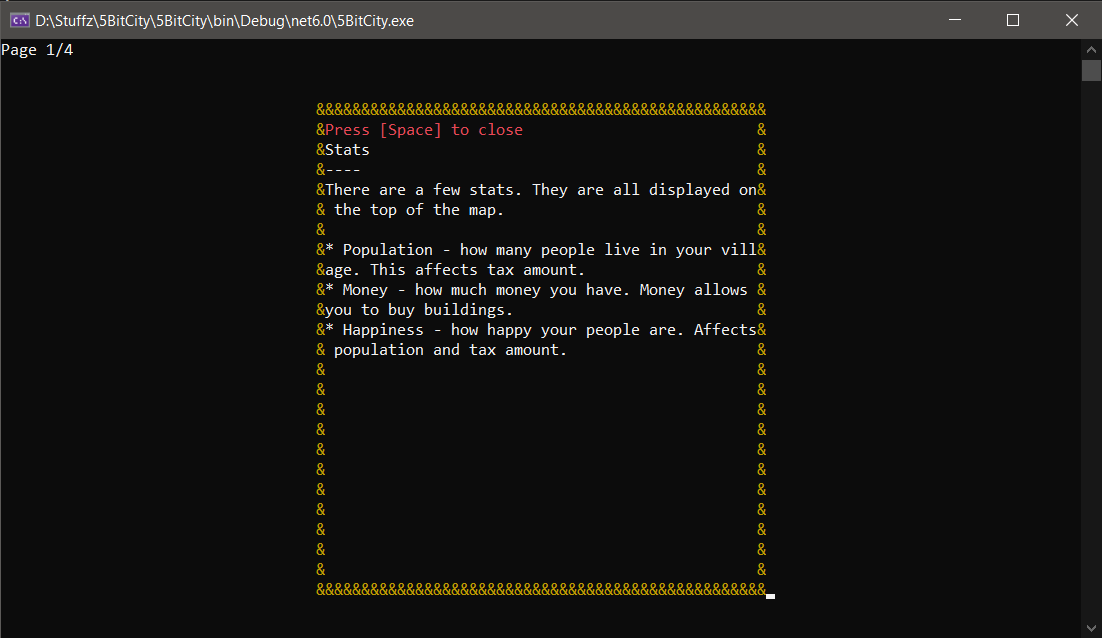 D:\Stuffz\5BitCity\5BitCity\bin\Debug\net6.0\5BitCity.exe
Page 1/4
&&&&&&&&&&&&&&&&&&&&&&&&&&&&&&&&&&&&&&&&&&&&&&&&&&
&Press [Space] to close                          &
&Stats                                           &
&----                                            &
&There are a few stats. They are all displayed on&
& the top of the map.                            &
&                                                &
&* Population - how many people live in your vill&
&age. This affects tax amount.                   &
&* Money - how much money you have. Money allows &
&you to buy buildings.                           &
&* Happiness - how happy your people are. Affects&
& population and tax amount.                     &
&                                                &
&                                                &
&                                                &
&                                                &
&                                                &
&                                                &
&                                                &
&                                                &
&                                                &
&                                                &
&                                                &
&&&&&&&&&&&&&&&&&&&&&&&&&&&&&&&&&&&&&&&&&&&&&&&&&&